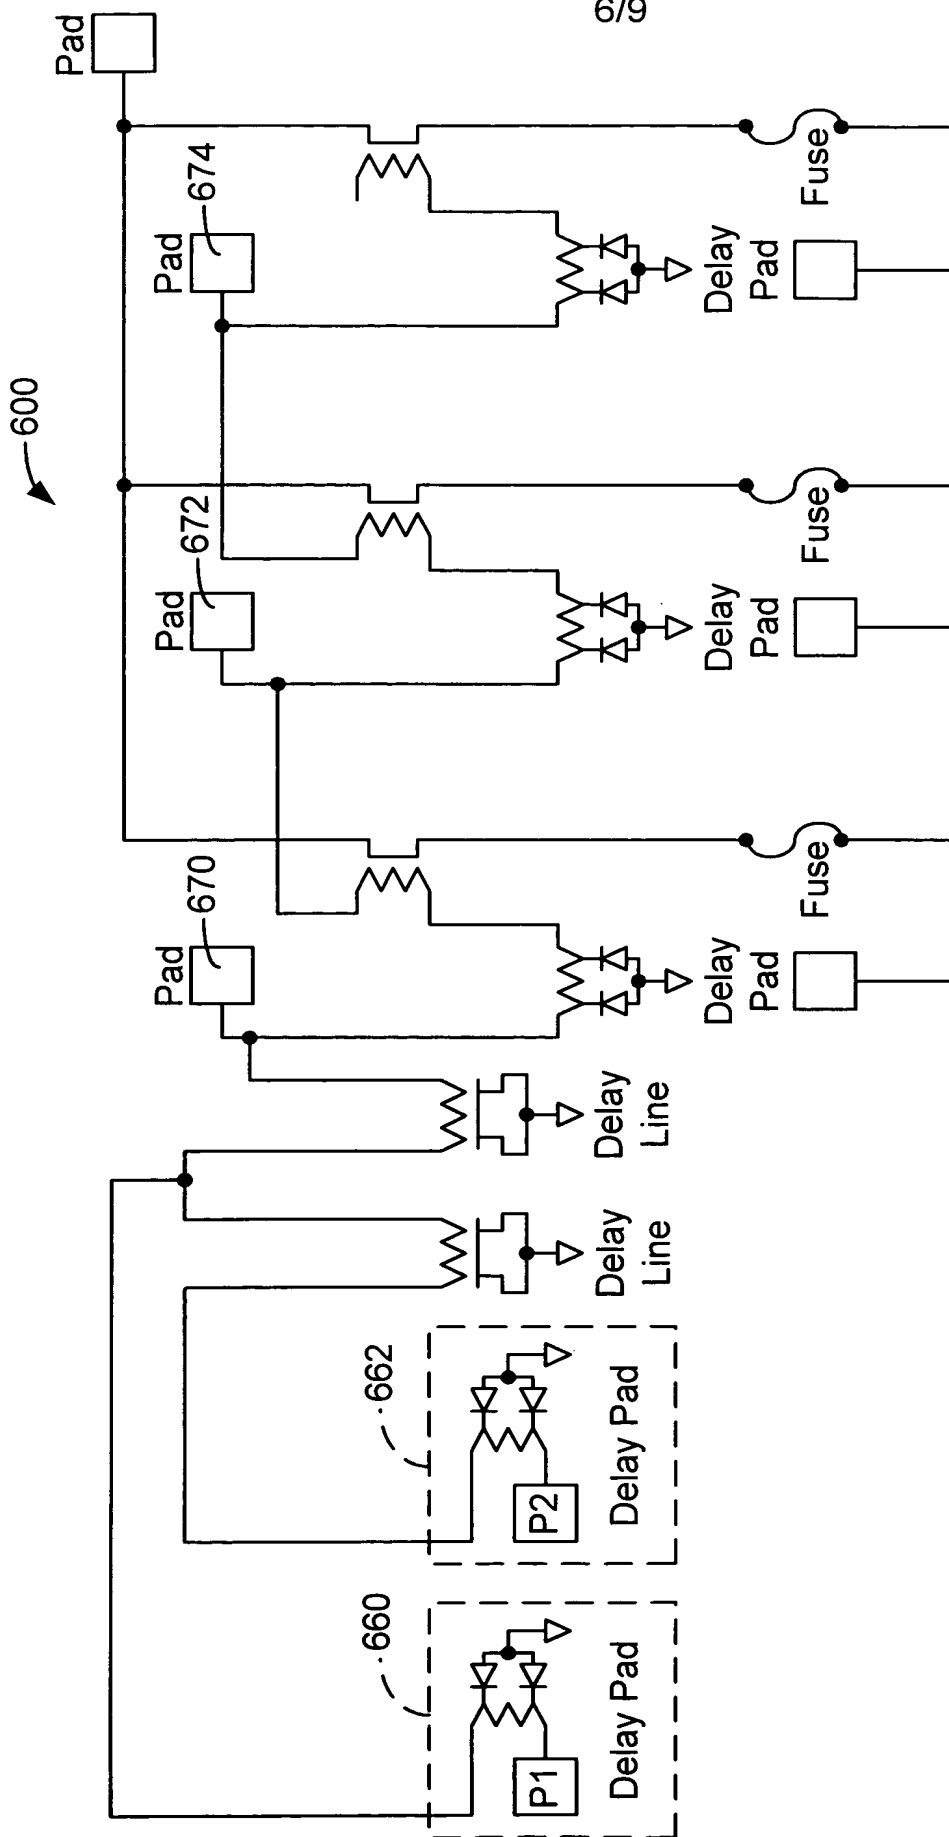 6/9
600
Pad
674
Pad
672
Pad
670
Pad
Fuse
Fuse
Fuse
Delay
Pad
Delay
Pad
Delay
Pad
Delay
Line
Delay
Line
662
P2
Delay Pad
660
P1
Delay Pad